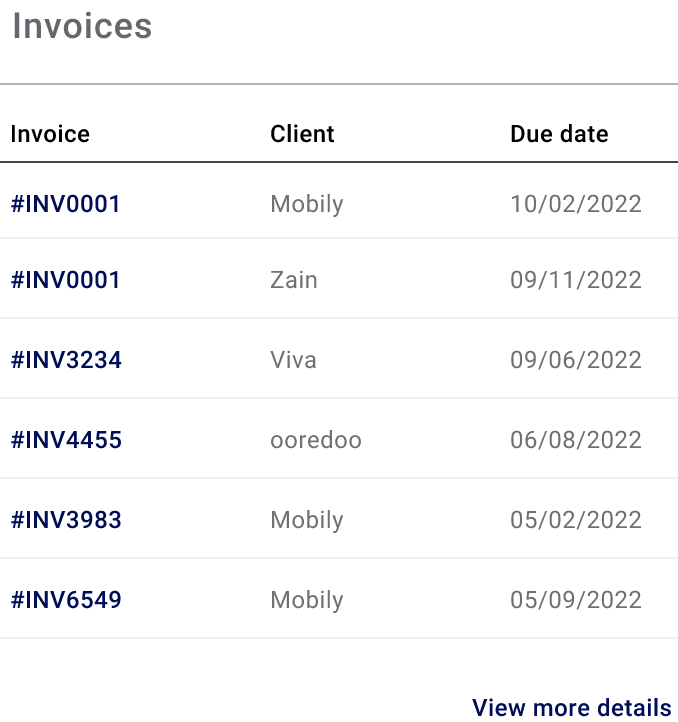 Invoices
Invoice Client Due date
#INV0001 Mobily 10/02/2022
#INV0001 Zain 09/11/2022
#INV3234 Viva 09/06/2022
#INV4455 ooredoo 06/08/2022
#INV3983 Mobily 05/02/2022
#INV6549 Mobily 05/09/2022
View more details